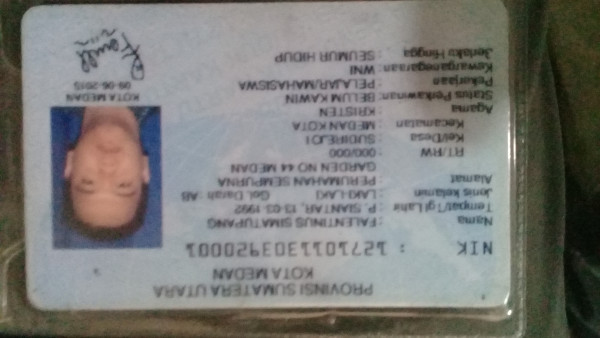 PROVINSI SUMATERA UTARA
KOTA MEDAN
NIK : 1271011303920001
Nama : FALENTINUS SIMATUPANG
Tempat/Tgl Lahir : P. SIANTAR, 13-03-1992
Jenis kelamin : LAKI-LAKI Gol. Darah : AB
Alamat : PERUMAHAN SEMPURNA
GARDEN NO 44 MEDAN
RT/RW : 000/000
Kel/Desa : SUDIREJO I
Kecamatan : MEDAN KOTA
Agama : KRISTEN
Status Perkawinan: BELUM KAWIN
Pekerjaan : PELAJAR/MAHASISWA
Kewarganegaraan: WNI
Berlaku Hingga : SEUMUR HIDUP
KOTA MEDAN
09-06-2015